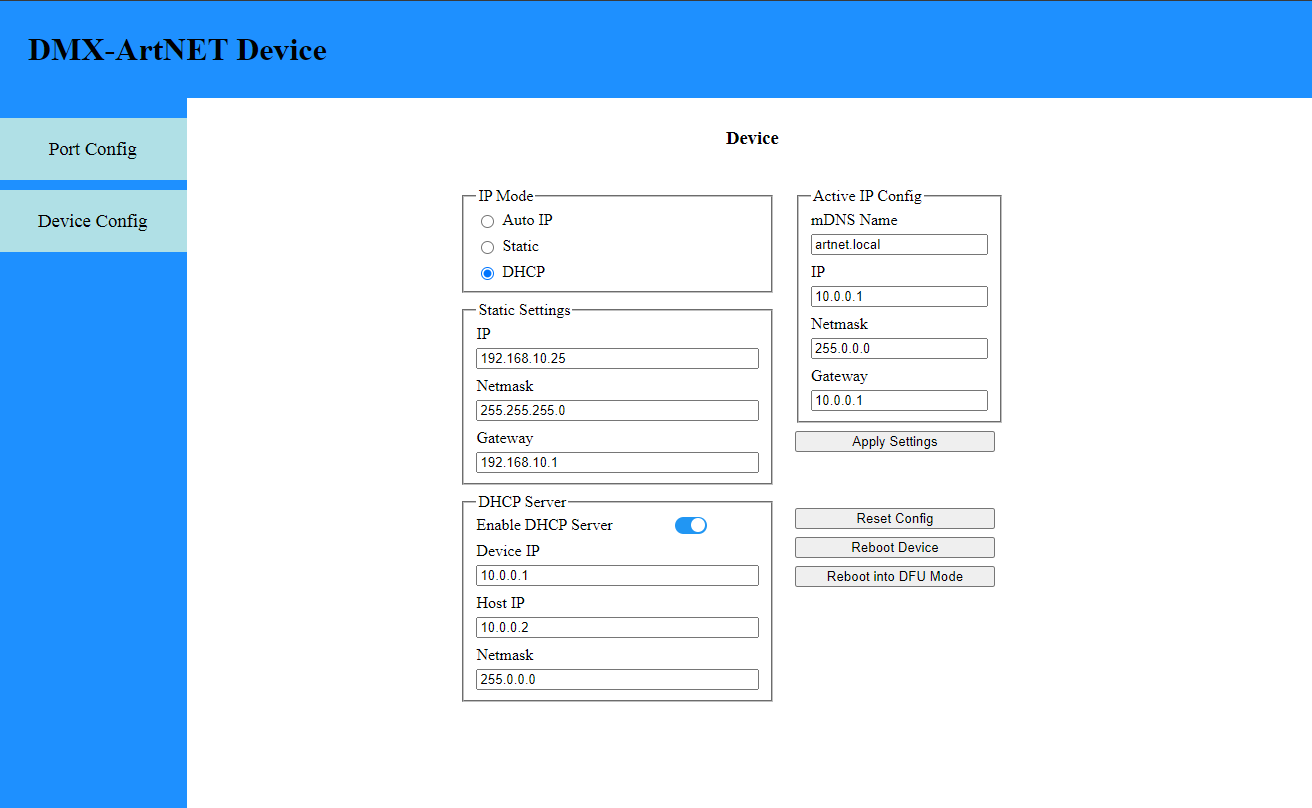 DMX-ArtNET Device
Port Config
Device Config
Device
IP Mode
Auto IP
Static
DHCP
Static Settings
IP
192.168.10.25
Netmask
255.255.255.0
Gateway
192.168.10.1
DHCP Server
Enable DHCP Server
Device IP
10.0.0.1
Host IP
10.0.0.2
Netmask
255.0.0.0
Active IP Config
mDNS Name
artnet.local
IP
10.0.0.1
Netmask
255.0.0.0
Gateway
10.0.0.1
Apply Settings
Reset Config
Reboot Device
Reboot into DFU Mode